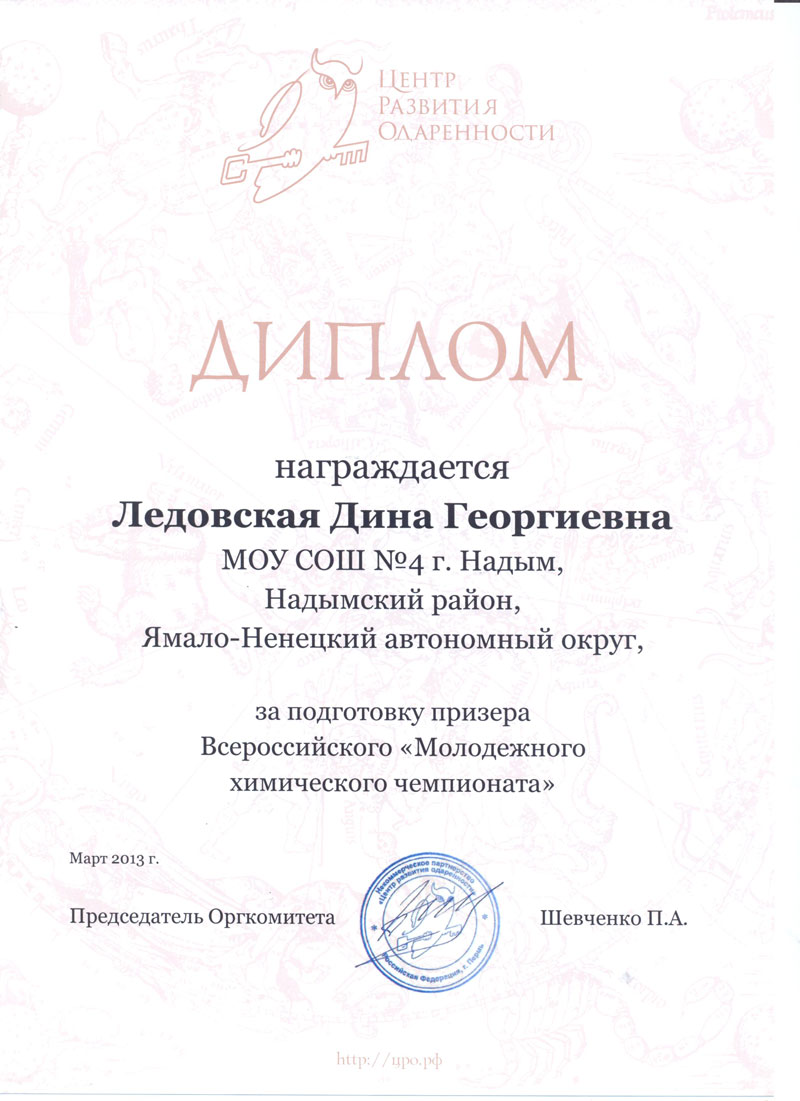 Ptolemeus
Центр
Развития
Одаренности
ДИПЛОМ
награждается
Ледовская Дина Георгиевна
МОУ СОШ №4 г. Надым,
Надымский район,
Ямало-Ненецкий автономный округ,
за подготовку призера
Всероссийского «Молодежного
химического чемпионата»
Март 2013 г.
Председатель Оргкомитета
Некоммерческое партнерство
«Центр развития одаренности»
Российская Федерация, г. Пермь
Шевченко П.А.
http://цро.рф